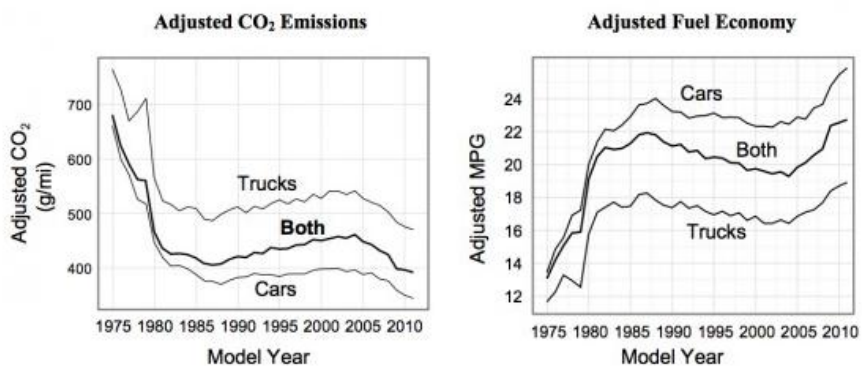 Adjusted CO₂ Emissions
Adjusted CO₂
(g/mi)
700
600
500
400
Trucks
Both
Cars
1975 1980 1985 1990 1995 2000 2005 2011
Model Year
Adjusted Fuel Economy
Adjusted MPG
24
22
20
18
16
14
12
Cars
Both
Trucks
1975 1980 1985 1990 1995 2000 2005 2011
Model Year